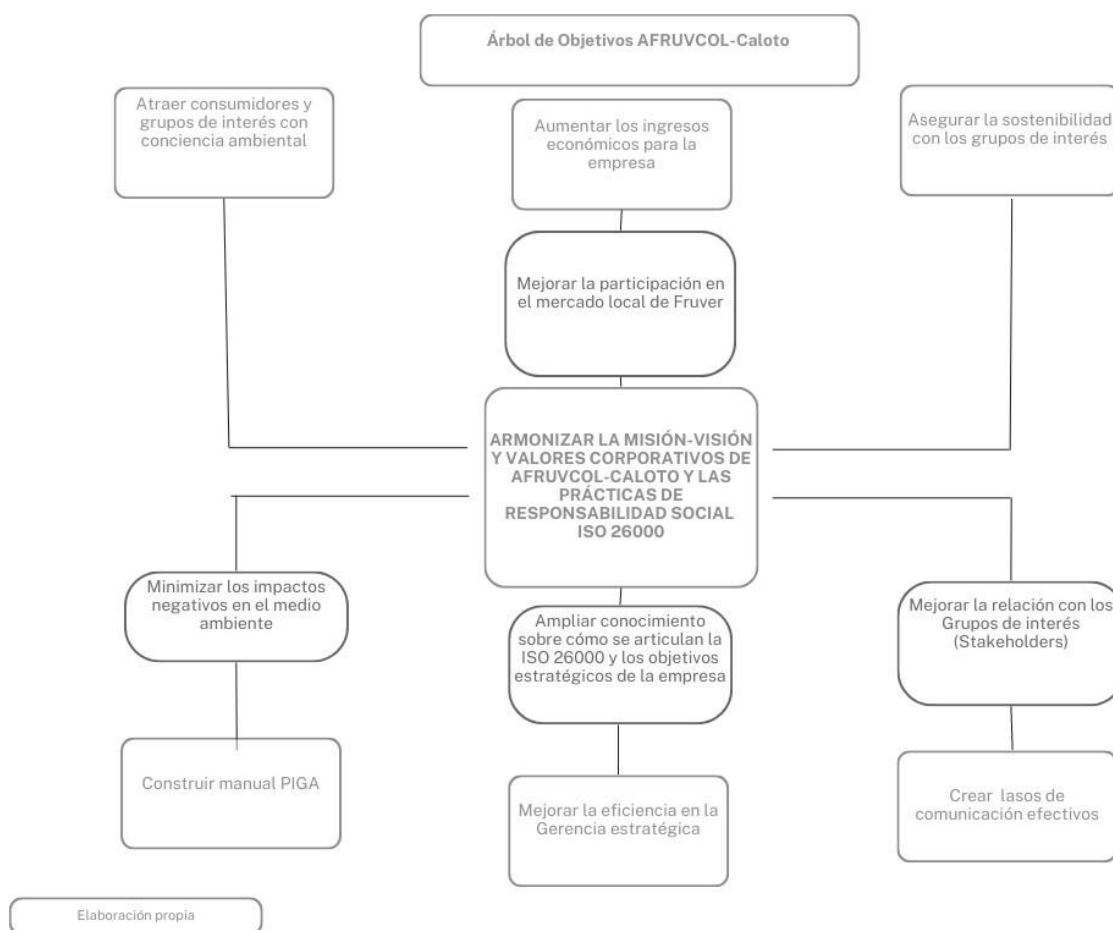 Árbol de Objetivos AFRUVCOL-Caloto
Atraer consumidores y
grupos de interés con
conciencia ambiental
Aumentar los ingresos
económicos para la
empresa
Asegurar la sostenibilidad
con los grupos de interés
Mejorar la participación en
el mercado local de Fruver
ARMONIZAR LA MISIÓN-VISIÓN
Y VALORES CORPORATIVOS DE
AFRUVCOL-CALOTO Y LAS
PRÁCTICAS DE
RESPONSABILIDAD SOCIAL
ISO 26000
Minimizar los impactos
negativos en el medio
ambiente
Ampliar conocimiento
sobre cómo se articulan la
ISO 26000 y los objetivos
estratégicos de la empresa
Mejorar la relación con los
Grupos de interés
(Stakeholders)
Construir manual PIGA
Mejorar la eficiencia en la
Gerencia estratégica
Crear lasos de
comunicación efectivos
Elaboración propia